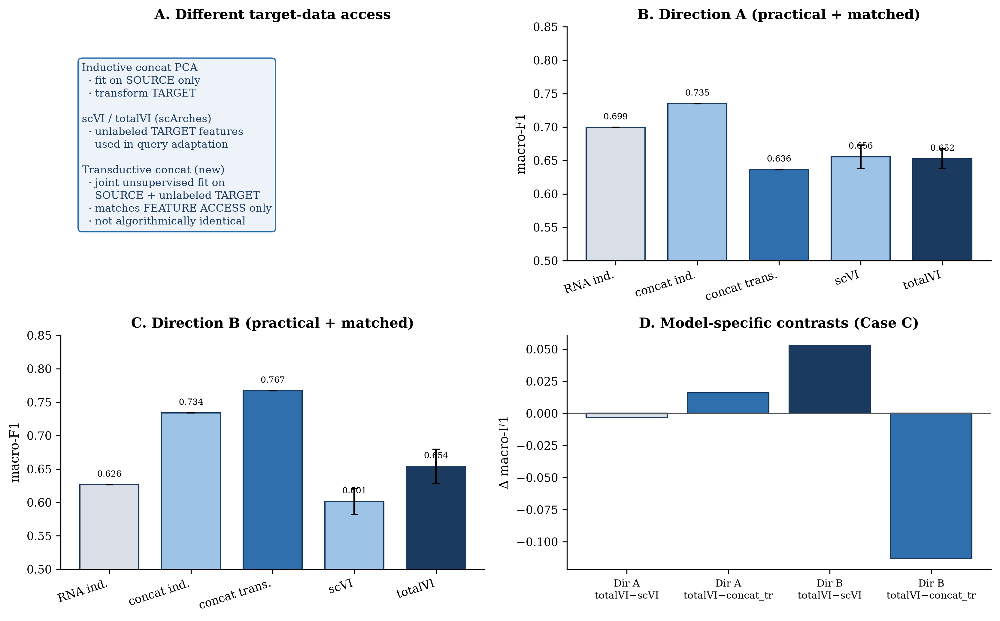 A. Different target-data access
Inductive concat PCA
· fit on SOURCE only
· transform TARGET
scVI / totalVI (scArches)
· unlabeled TARGET features
used in query adaptation
Transductive concat (new)
· joint unsupervised fit on
SOURCE + unlabeled TARGET
· matches FEATURE ACCESS only
· not algorithmically identical
B. Direction A (practical + matched)
macro-F1
0.85
0.80
0.75
0.70
0.65
0.60
0.55
0.50
0.699
0.735
0.636
0.656
0.652
RNA ind.
concat ind.
concat trans.
scVI
totalVI
C. Direction B (practical + matched)
macro-F1
0.85
0.80
0.75
0.70
0.65
0.60
0.55
0.50
0.626
0.734
0.767
0.601
0.654
RNA ind.
concat ind.
concat trans.
scVI
totalVI
D. Model-specific contrasts (Case C)
Δ macro-F1
0.050
0.025
0.000
−0.025
−0.050
−0.075
−0.100
Dir A
totalVI−scVI
Dir A
totalVI−concat_tr
Dir B
totalVI−scVI
Dir B
totalVI−concat_tr